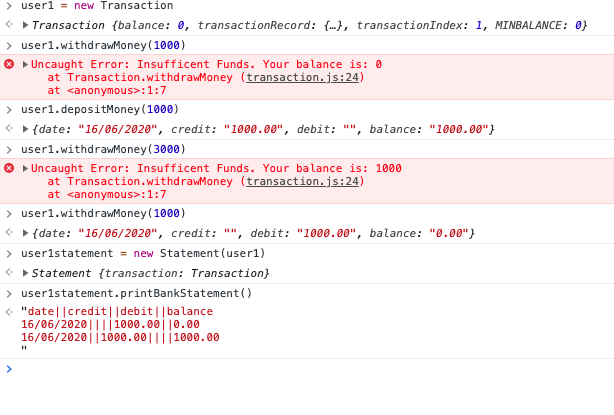 user1 = new Transaction
Transaction {balance: 0, transactionRecord: {…}, transactionIndex: 1, MINBALANCE: 0}
user1.withdrawMoney(1000)
Uncaught Error: Insufficent Funds. Your balance is: 0
at Transaction.withdrawMoney (transaction.js:24)
at <anonymous>:1:7
user1.depositMoney(1000)
{date: "16/06/2020", credit: "1000.00", debit: "", balance: "1000.00"}
user1.withdrawMoney(3000)
Uncaught Error: Insufficent Funds. Your balance is: 1000
at Transaction.withdrawMoney (transaction.js:24)
at <anonymous>:1:7
user1.withdrawMoney(1000)
{date: "16/06/2020", credit: "", debit: "1000.00", balance: "0.00"}
user1statement = new Statement(user1)
Statement {transaction: Transaction}
user1statement.printBankStatement()
"date||credit||debit||balance
16/06/2020||||1000.00||0.00
16/06/2020||1000.00||||1000.00
"